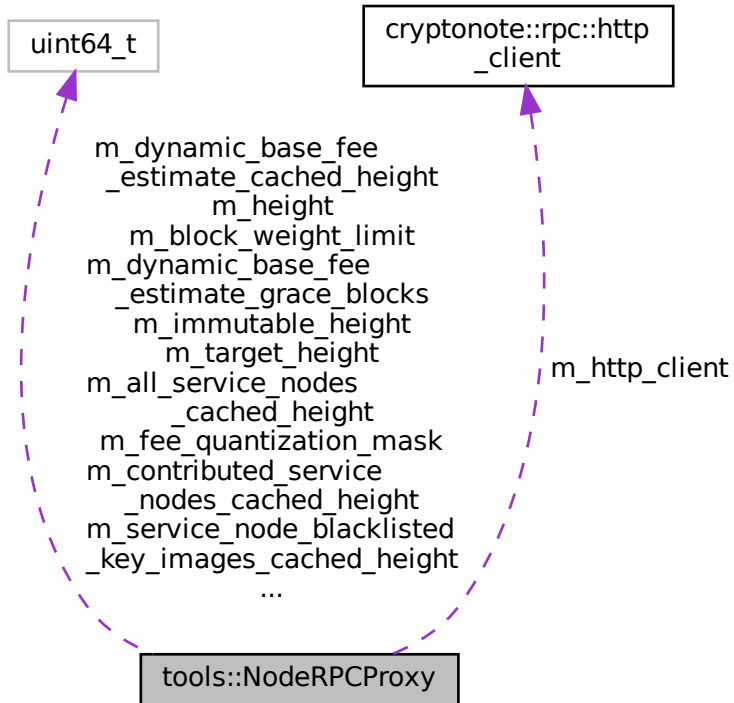 uint64_t
cryptonote::rpc::http
_client
m_dynamic_base_fee
_estimate_cached_height
m_height
m_block_weight_limit
m_dynamic_base_fee
_estimate_grace_blocks
m_immutable_height
m_target_height
m_all_service_nodes
_cached_height
m_fee_quantization_mask
m_contributed_service
_nodes_cached_height
m_service_node_blacklisted
_key_images_cached_height
...
m_http_client
tools::NodeRPCProxy